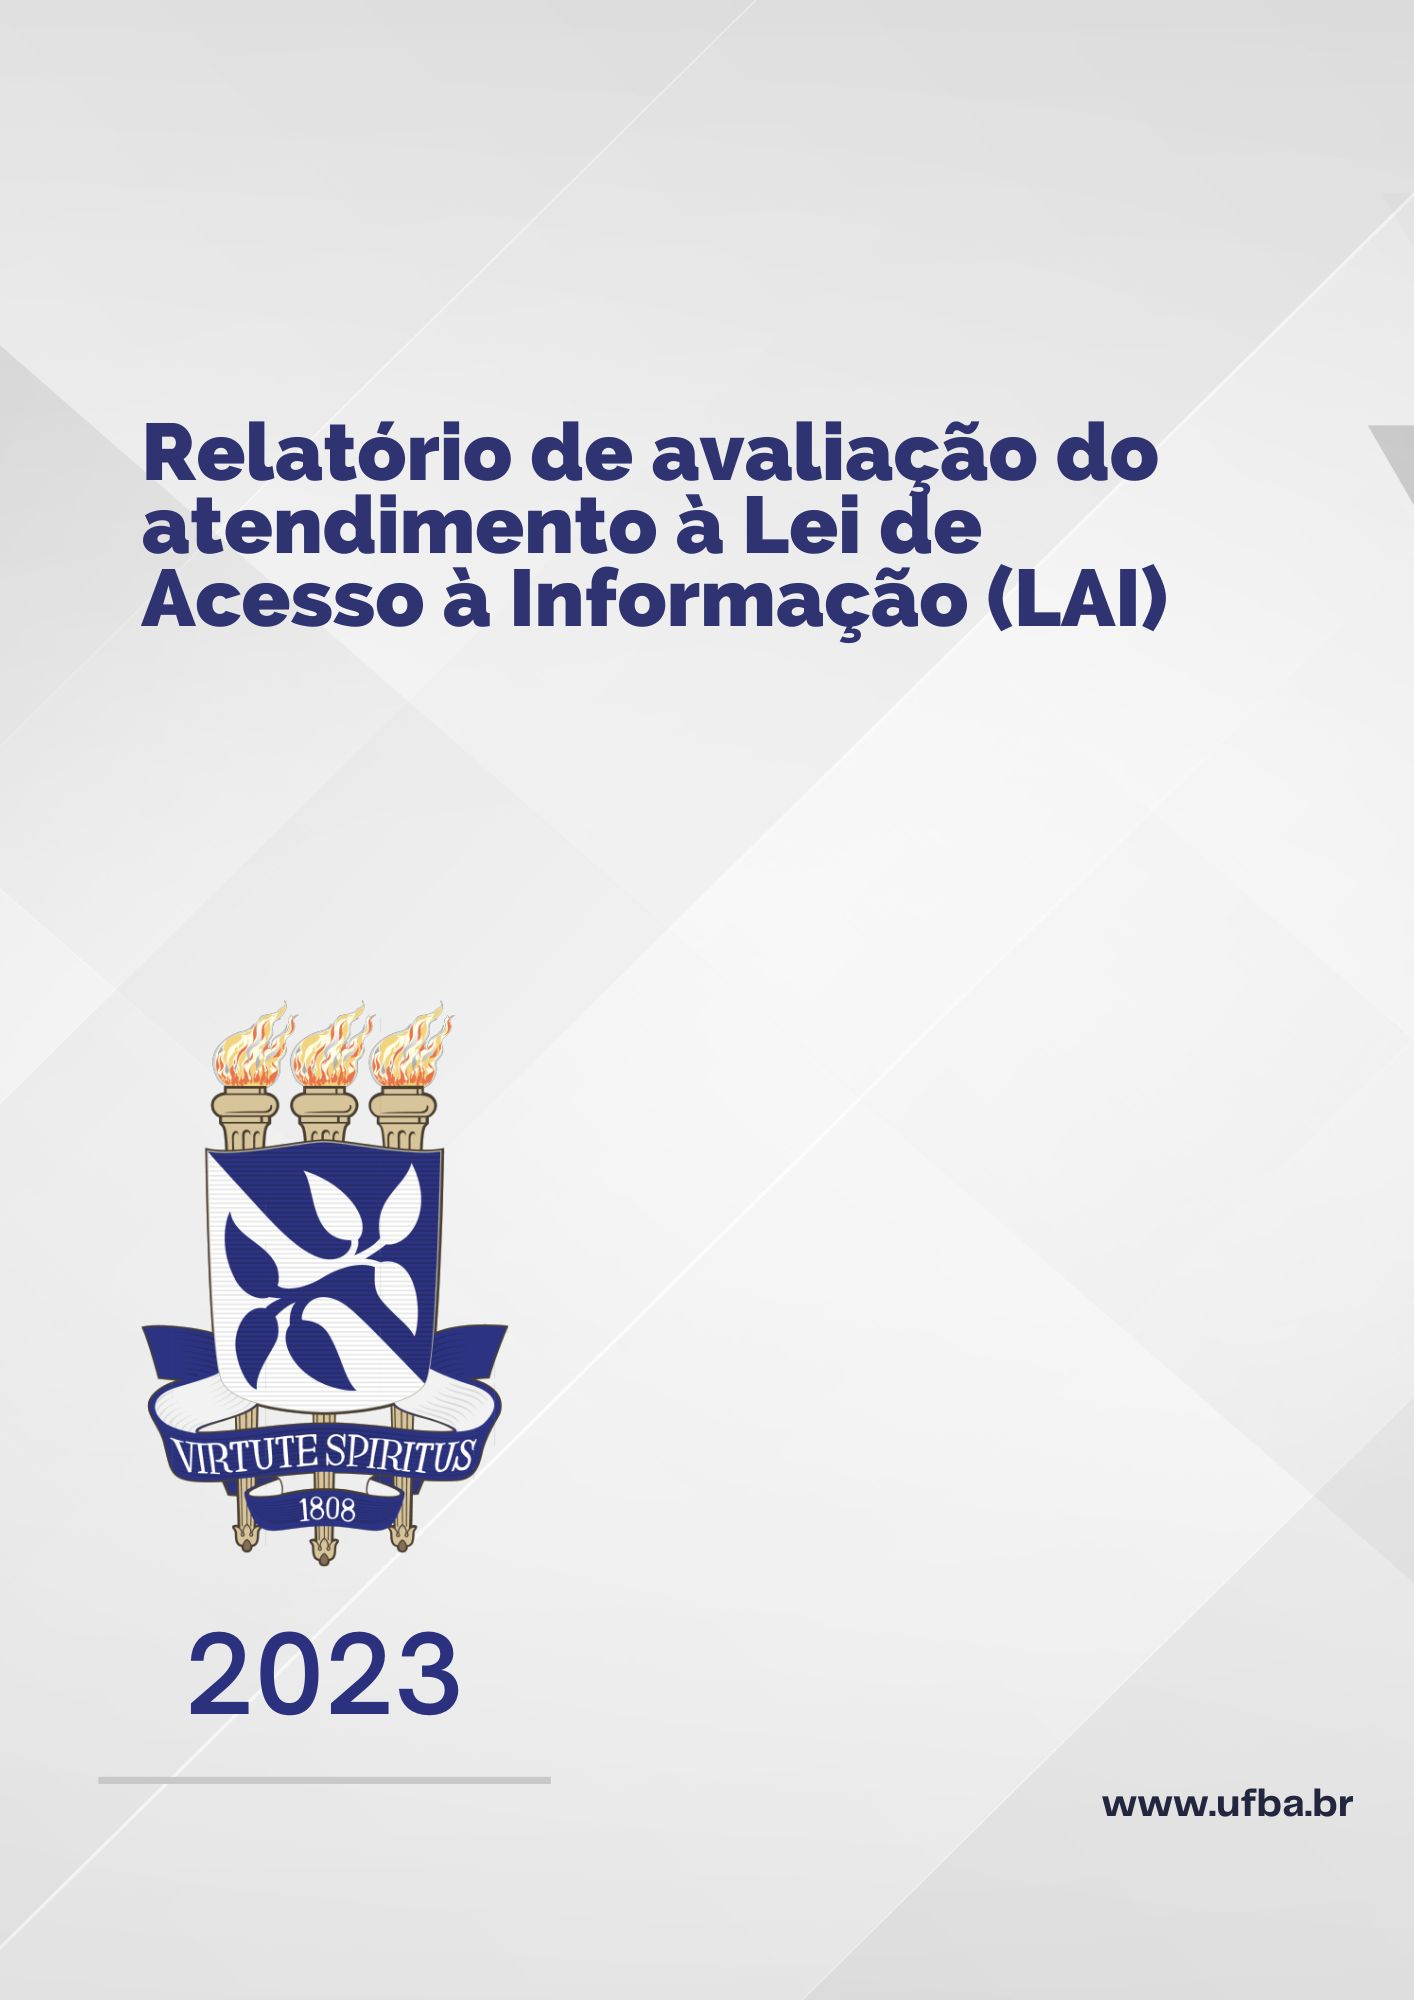 Relatório de avaliação do
atendimento à Lei de
Acesso à Informação (LAI)
VIRTUTE SPIRITUS
1808
2023
www.ufba.br